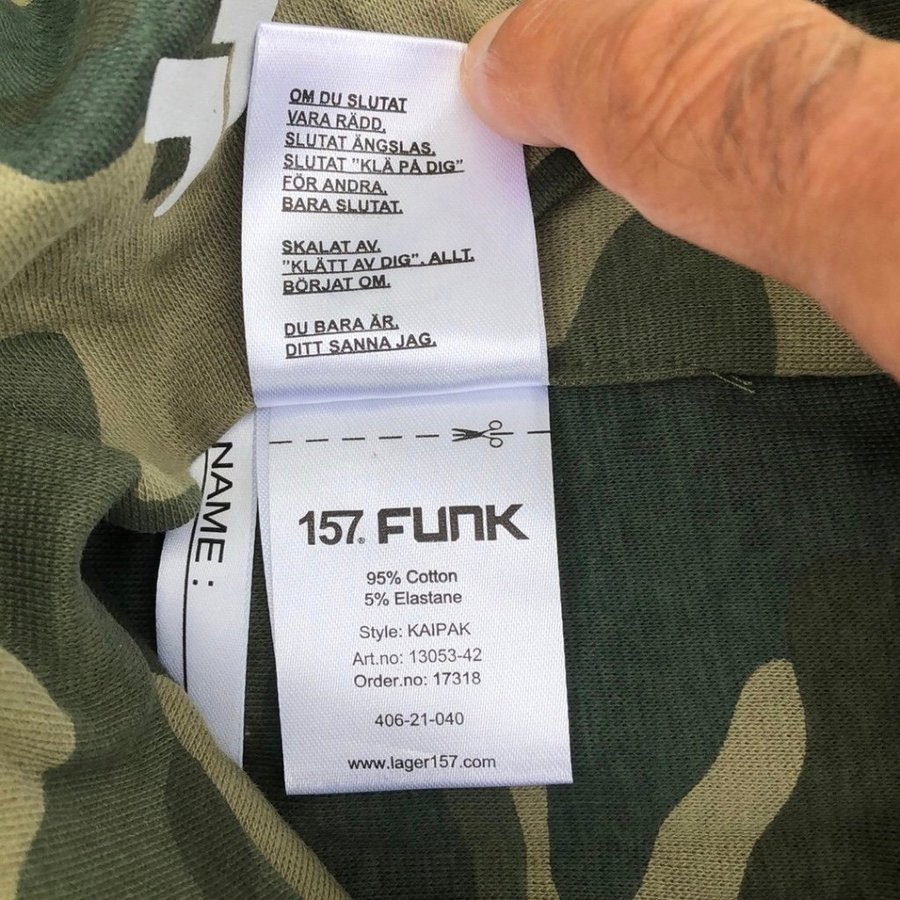 OM DU SLUTAT
VARA RÄDD.
SLUTAT ÄNGSLAS.
SLUTAT ”KLÄ PÅ DIG”
FÖR ANDRA.
BARA SLUTAT.
SKALAT AV.
”KLÄTT AV DIG”. ALLT.
BÖRJAT OM.
DU BARA ÄR.
DITT SANNA JAG.
NAME :
157. FUNK
95% Cotton
5% Elastane
Style: KAIPAK
Art.no: 13053-42
Order.no: 17318
406-21-040
www.lager157.com